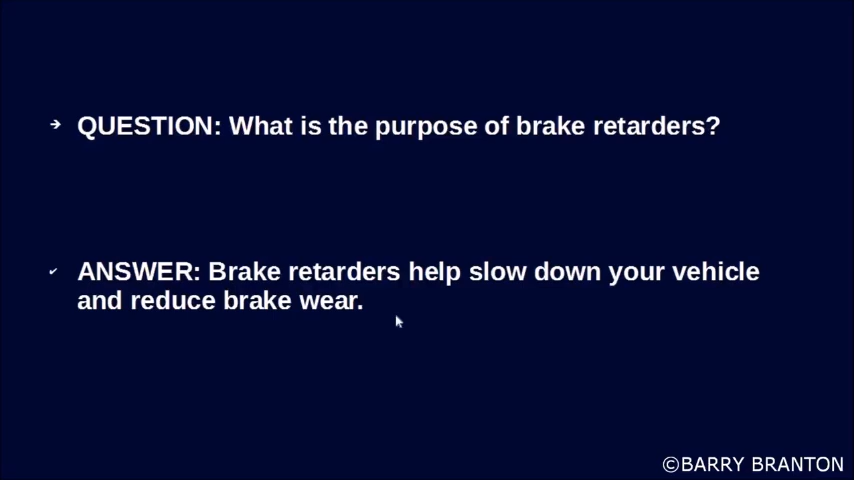 QUESTION: What is the purpose of brake retarders?
ANSWER: Brake retarders help slow down your vehicle
and reduce brake wear.
©BARRY BRANTON